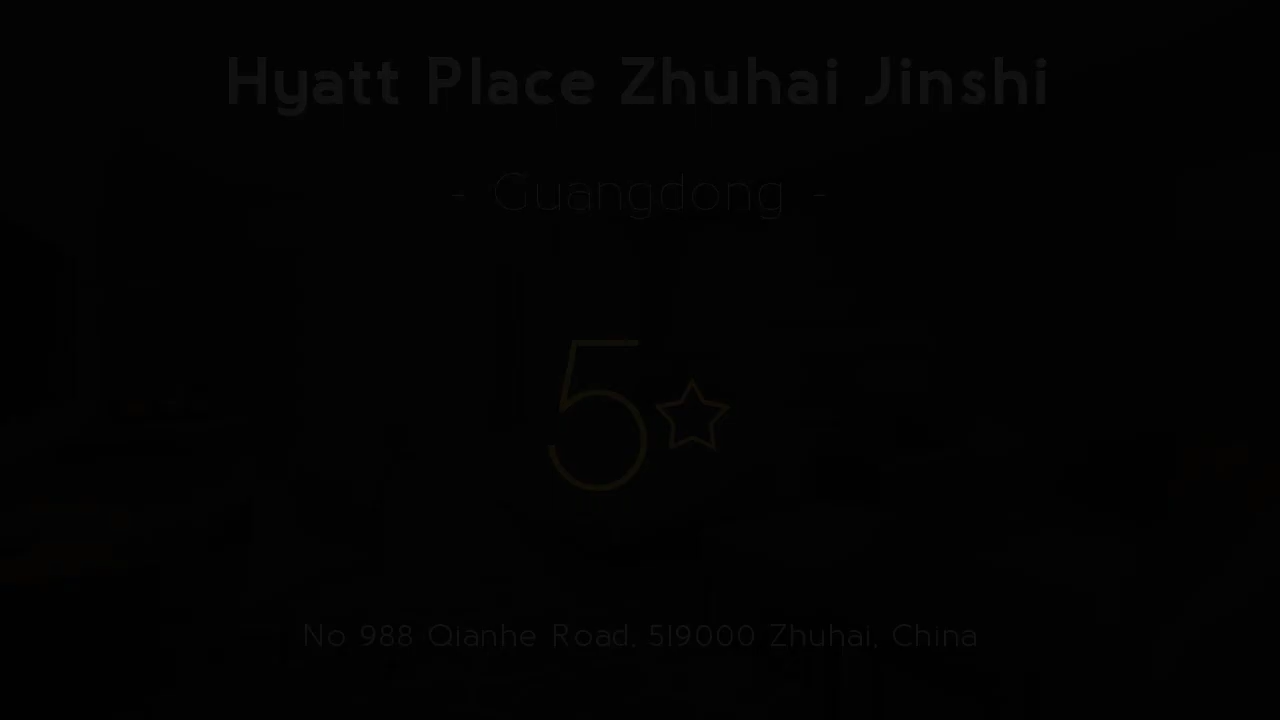 Hyatt Place Zhuhai Jinshi
- Guangdong -
5
No 988 Qianhe Road, 519000 Zhuhai, China